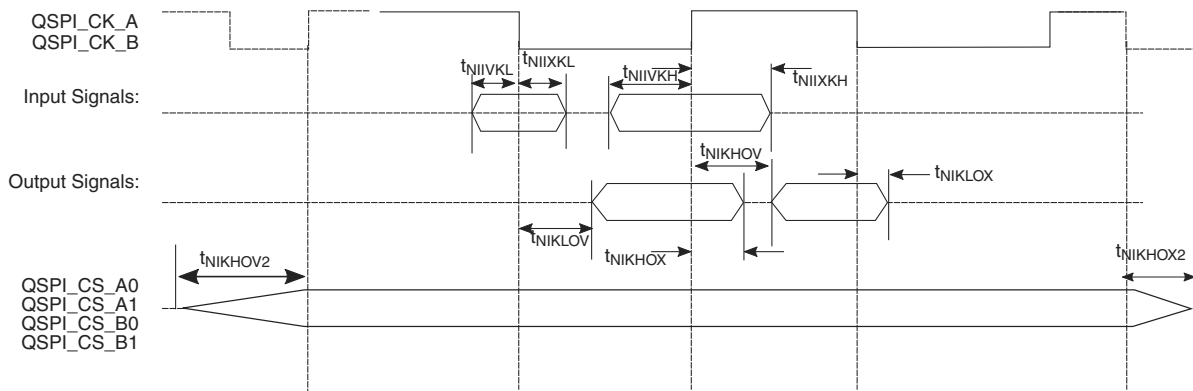 QSPI_CK_A
QSPI_CK_B
tNIIVKL
tNIIXKL
tNIIVKH
tNIIXKH
Input Signals:
tNIKHOV
Output Signals:
tNIKLOX
tNIKLOV
tNIKHOX
tNIKHOV2
tNIKHOX2
QSPI_CS_A0
QSPI_CS_A1
QSPI_CS_B0
QSPI_CS_B1